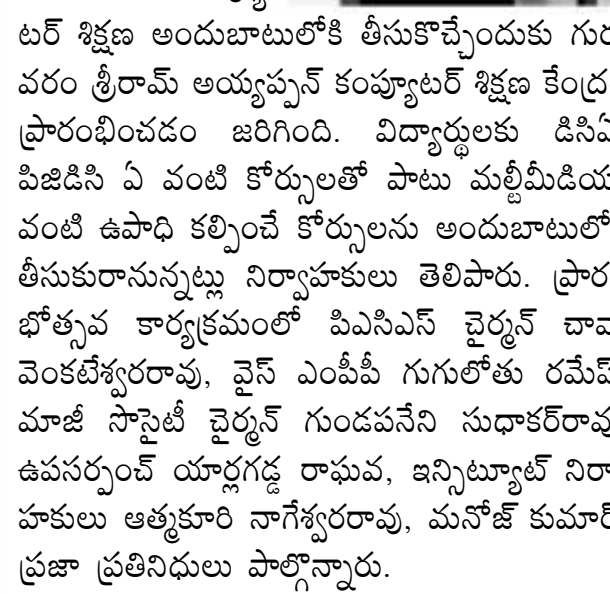 టర్ శిక్షణ అందుబాటులోకి తీసుకొచ్చేందుకు గురు
వరం శ్రీరామ్ అయ్యప్పన్ కంప్యూటర్ శిక్షణ కేంద్ర
ప్రారంభించడం జరిగింది. విద్యార్థులకు డిసిఏ
పిజిడిసి ఏ వంటి కోర్సులతో పాటు మల్టీమీడియ
వంటి ఉపాధి కల్పించే కోర్సులను అందుబాటులో
తీసుకురానున్నట్లు నిర్వాహకులు తెలిపారు. ప్రార
భోత్సవ కార్యక్రమంలో పిఎసిఎస్ చైర్మన్ చావ
వెంకటేశ్వరరావు, వైస్ ఎంపీపీ గుగులోతు రమేష్
మాజీ సొసైటీ చైర్మన్ గుండపనేని సుధాకర్‌రావు
ఉపసర్పంచ్ యార్లగడ్డ రాఘవ, ఇన్సిట్యూట్ నిరా
హకులు ఆత్మకూరి నాగేశ్వరరావు, మనోజ్ కుమార్
ప్రజా ప్రతినిధులు పాల్గొన్నారు.